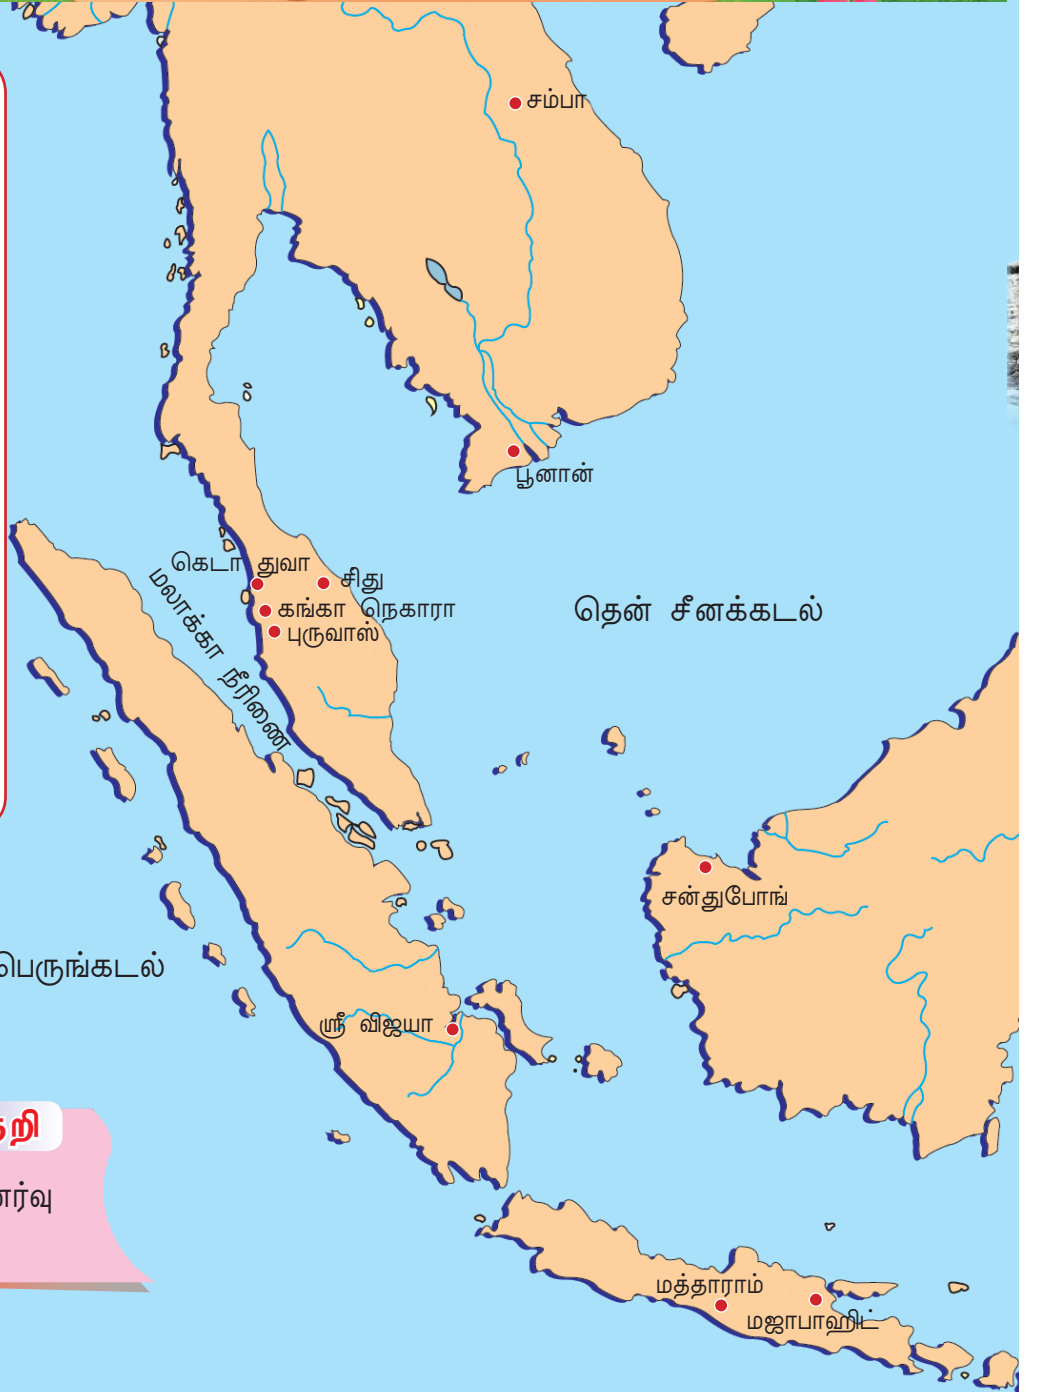 சம்பா
பூனான்
கெடா துவா
சிது
கங்கா நெகாரா
புருவாஸ்
மலாக்கா நீரிணை
தென் சீனக்கடல்
சன்துபோங்
பெருங்கடல்
ஸ்ரீ விஜயா
மத்தாராம்
மஜாபாஹிட்